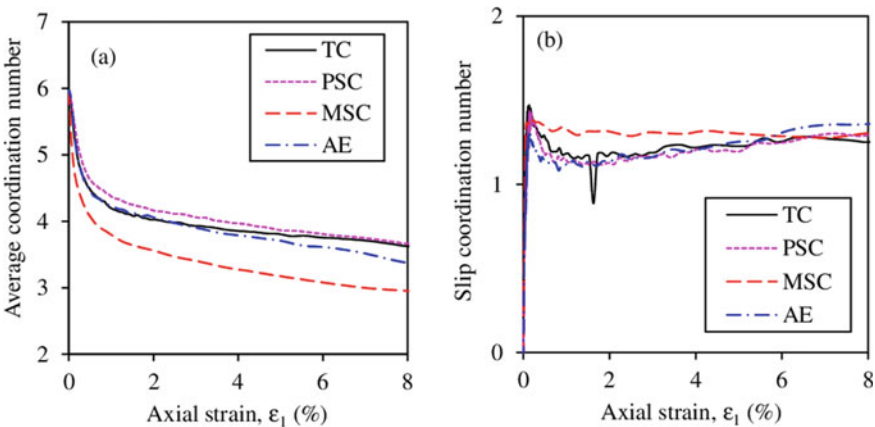 (a)
Average coordination number
7
6
5
4
3
2
0
2
4
6
8
Axial strain, ε1 (%)
TC
PSC
MSC
AE
(b)
Slip coordination number
2
1
0
0
2
4
6
8
Axial strain, ε1 (%)
TC
PSC
MSC
AE